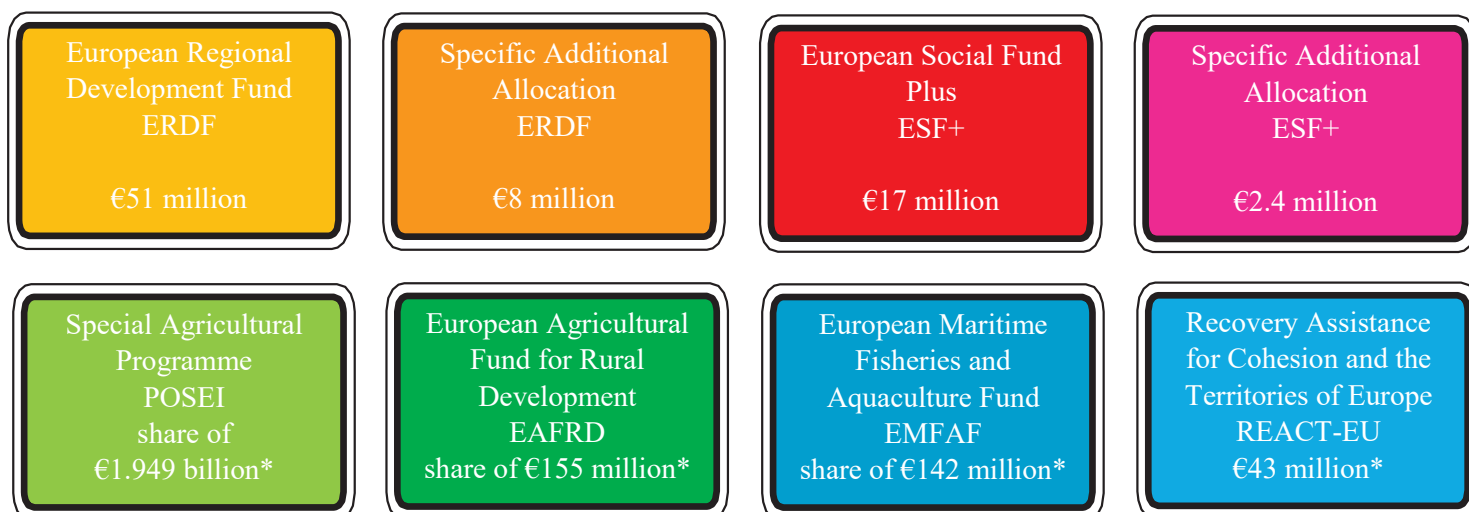 European Regional
Development Fund
ERDF
€51 million
Specific Additional
Allocation
ERDF
€8 million
European Social Fund
Plus
ESF+
€17 million
Specific Additional
Allocation
ESF+
€2.4 million
Special Agricultural
Programme
POSEI
share of
€1.949 billion*
European Agricultural
Fund for Rural
Development
EAFRD
share of €155 million*
European Maritime
Fisheries and
Aquaculture Fund
EMFAF
share of €142 million*
Recovery Assistance
for Cohesion and the
Territories of Europe
REACT-EU
€43 million*